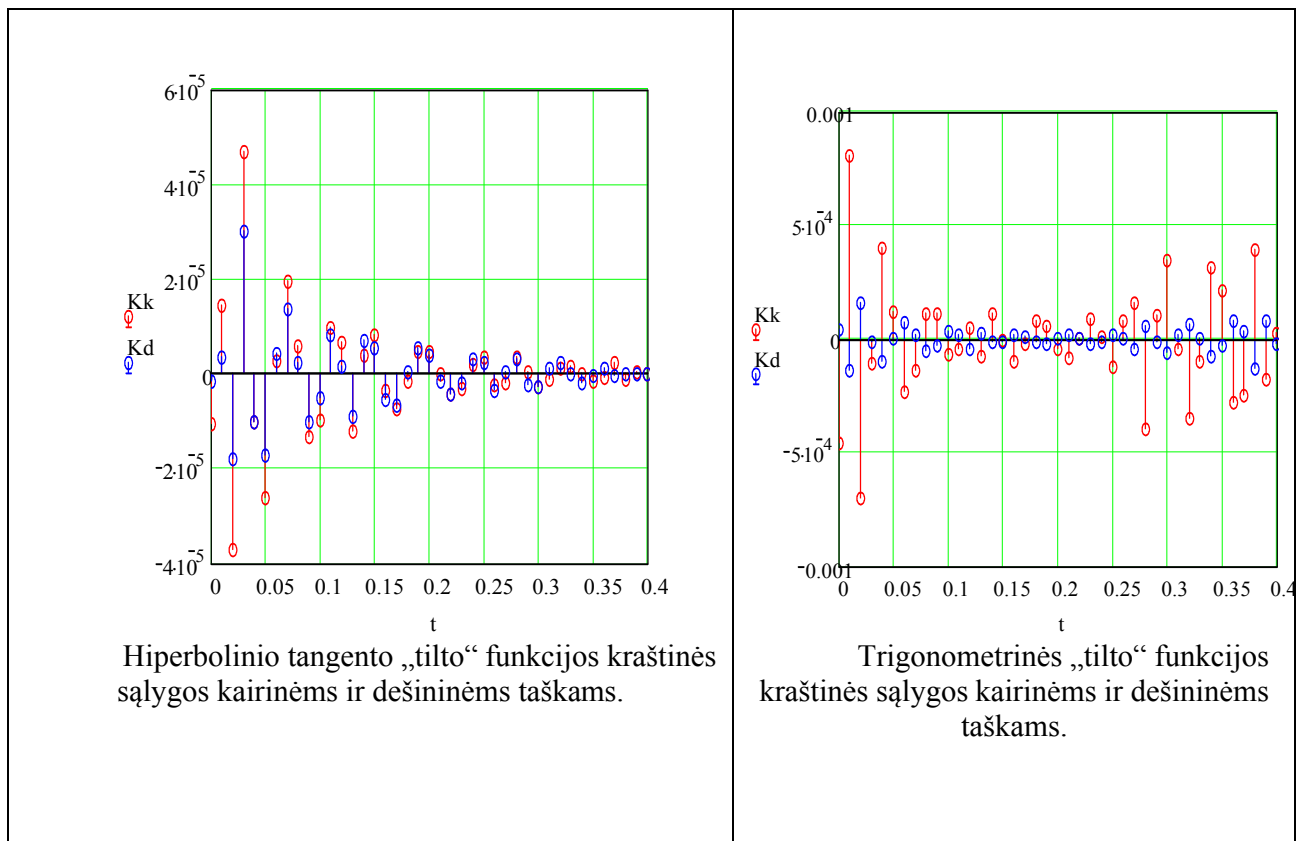 6·10⁻⁵
4·10⁻⁵
2·10⁻⁵
0
−2·10⁻⁵
−4·10⁻⁵
Kk
Kd
0 0.05 0.1 0.15 0.2 0.25 0.3 0.35 0.4
t
Hiperbolinio tangento „tilto“ funkcijos kraštinės
sąlygos kairinėms ir dešininėms taškams.
0.001
5·10⁻⁴
0
−5·10⁻⁴
−0.001
Kk
Kd
0 0.05 0.1 0.15 0.2 0.25 0.3 0.35 0.4
t
Trigonometrinės „tilto“ funkcijos
kraštinės sąlygos kairinėms ir dešininėms
taškams.